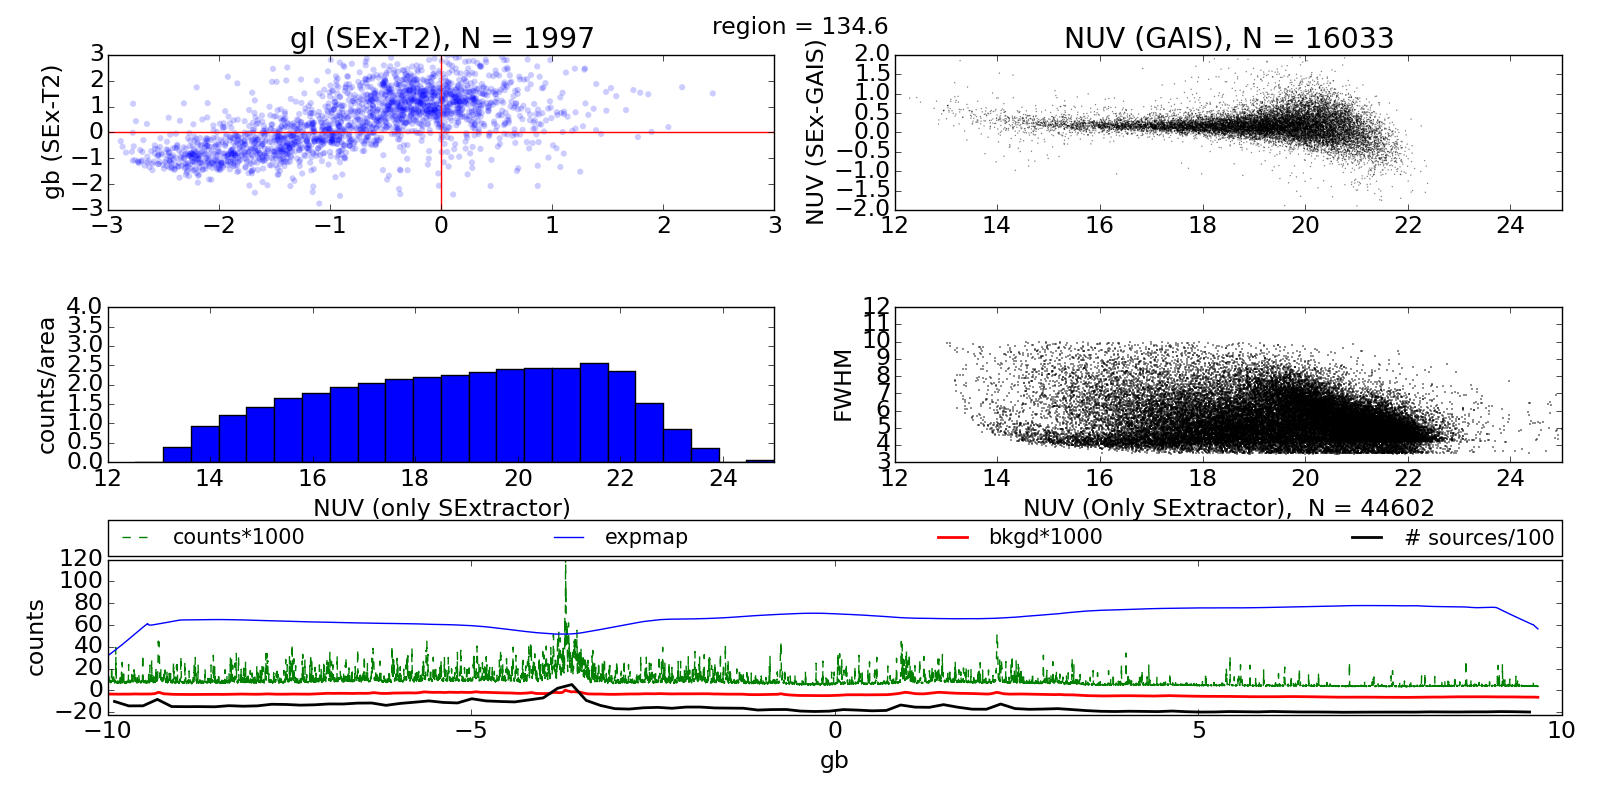 region = 134.6
gl (SEx-T2), N = 1997
gb (SEx-T2)
3
2
1
0
−1
−2
−3
−3 −2 −1 0 1 2 3
NUV (GAIS), N = 16033
NUV (SEx-GAIS)
2.0
1.5
1.0
0.5
0.0
−0.5
−1.0
−1.5
−2.0
12 14 16 18 20 22 24
counts/area
4.0
3.5
3.0
2.5
2.0
1.5
1.0
0.5
0.0
12 14 16 18 20 22 24
NUV (only SExtractor)
FWHM
12
11
10
9
8
7
6
5
4
3
12 14 16 18 20 22 24
NUV (Only SExtractor), N = 44602
counts*1000 expmap bkgd*1000 # sources/100
counts
120
100
80
60
40
20
0
−20
−10 −5 0 5 10
gb